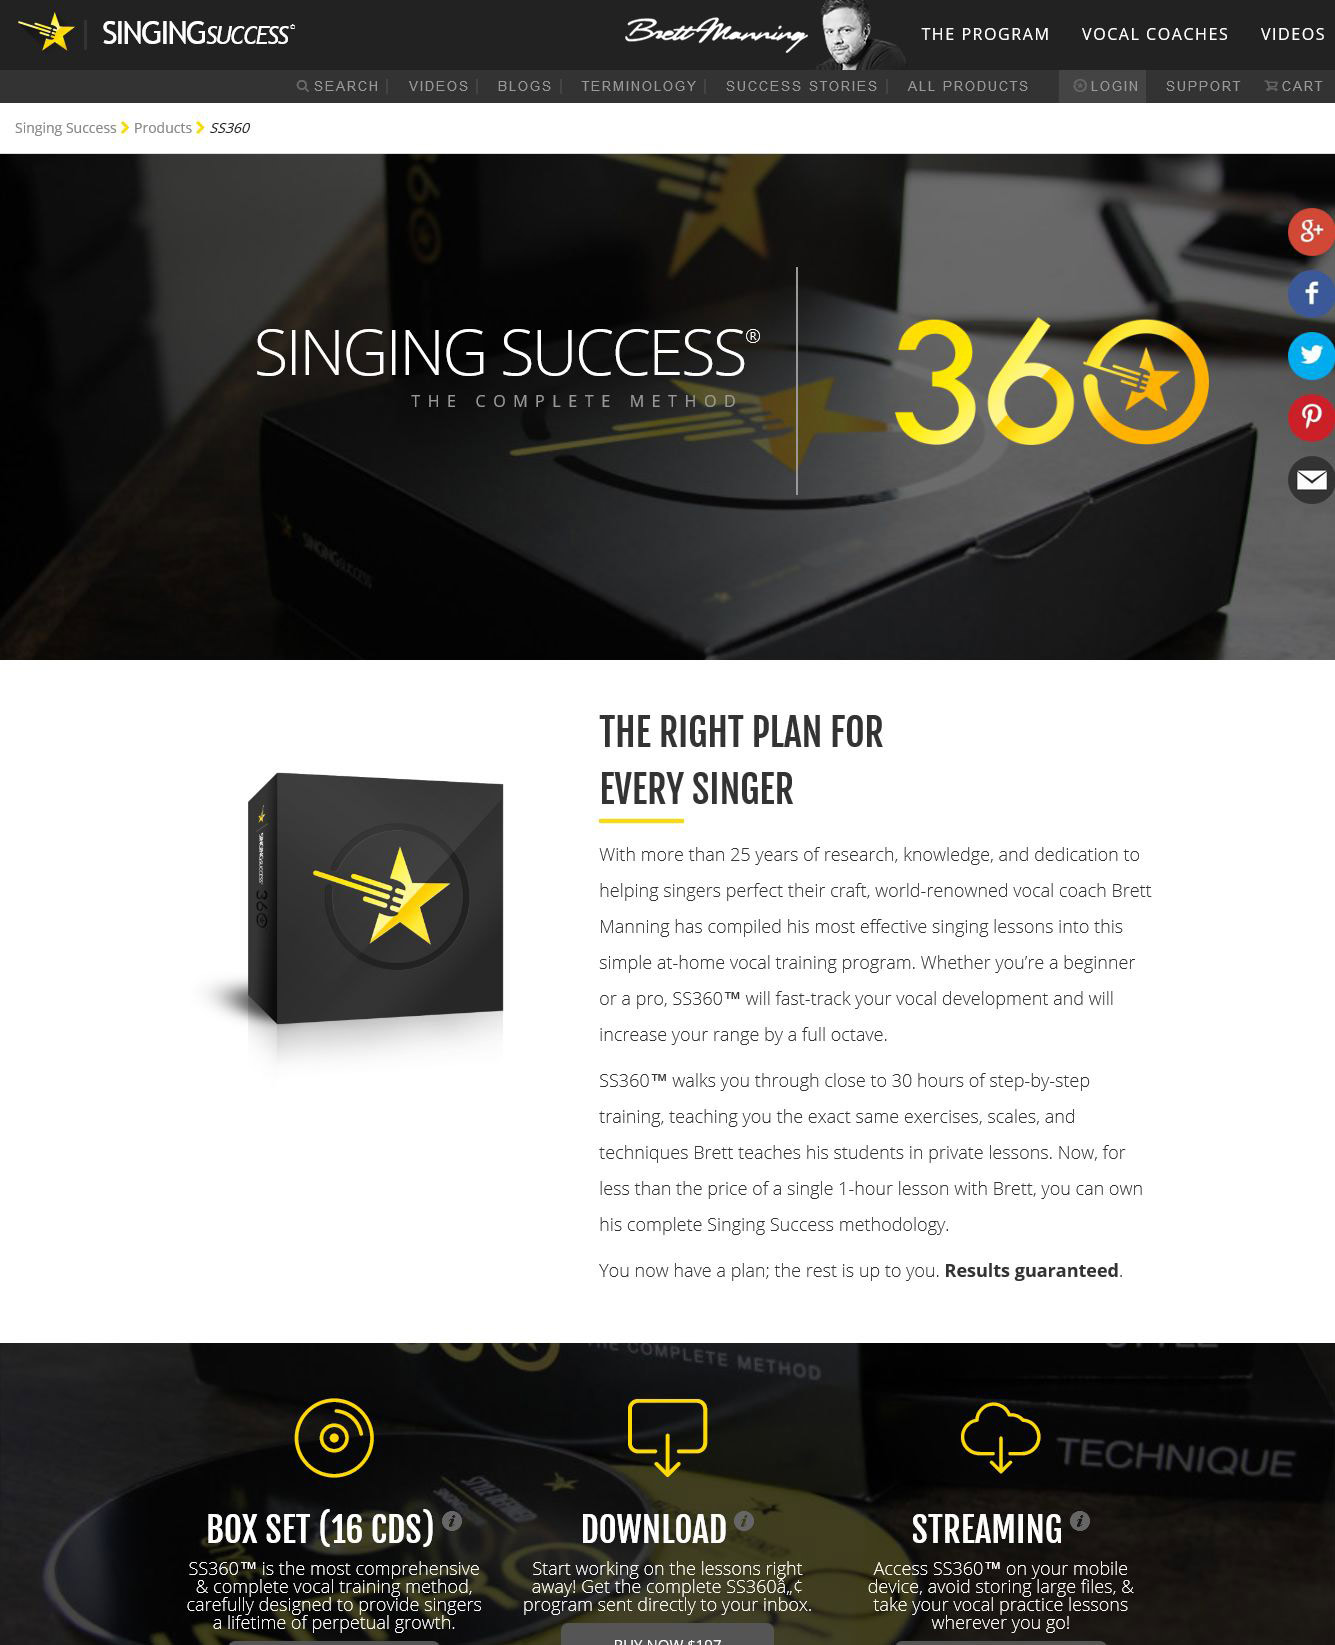 SINGINGSUCCESS
Brett Manning
THE PROGRAM
VOCAL COACHES
VIDEOS
SEARCH
VIDEOS
BLOGS
TERMINOLOGY
SUCCESS STORIES
ALL PRODUCTS
LOGIN
SUPPORT
CART
Singing Success
Products
SS360
SINGING SUCCESS®
THE COMPLETE METHOD
360
g+
SINGINGSUCCESS
THE RIGHT PLAN FOR
EVERY SINGER
With more than 25 years of research, knowledge, and dedication to
helping singers perfect their craft, world-renowned vocal coach Brett
Manning has compiled his most effective singing lessons into this
simple at-home vocal training program. Whether you’re a beginner
or a pro, SS360™ will fast-track your vocal development and will
increase your range by a full octave.
SINGINGSUCCESS 360
SS360™ walks you through close to 30 hours of step-by-step
training, teaching you the exact same exercises, scales, and
techniques Brett teaches his students in private lessons. Now, for
less than the price of a single 1-hour lesson with Brett, you can own
his complete Singing Success methodology.
You now have a plan; the rest is up to you. Results guaranteed.
THE COMPLETE METHOD
STYLE
TECHNIQUE
BOX SET (16 CDS)
SS360™ is the most comprehensive
& complete vocal training method,
carefully designed to provide singers
a lifetime of perpetual growth.
DOWNLOAD
Start working on the lessons right
away! Get the complete SS360â„¢
program sent directly to your inbox.
BUY NOW $197
STREAMING
Access SS360™ on your mobile
device, avoid storing large files, &
take your vocal practice lessons
wherever you go!